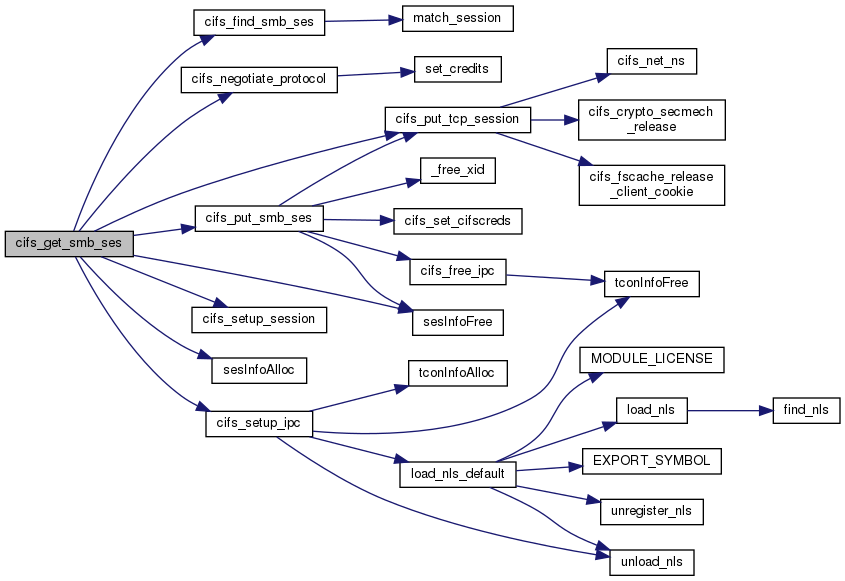 cifs_find_smb_ses
match_session
cifs_negotiate_protocol
set_credits
cifs_net_ns
cifs_put_tcp_session
cifs_crypto_secmech
_release
_free_xid
cifs_fscache_release
_client_cookie
cifs_put_smb_ses
cifs_set_cifscreds
cifs_get_smb_ses
cifs_free_ipc
tconInfoFree
cifs_setup_session
sesInfoFree
MODULE_LICENSE
sesInfoAlloc
tconInfoAlloc
load_nls
find_nls
cifs_setup_ipc
EXPORT_SYMBOL
load_nls_default
unregister_nls
unload_nls